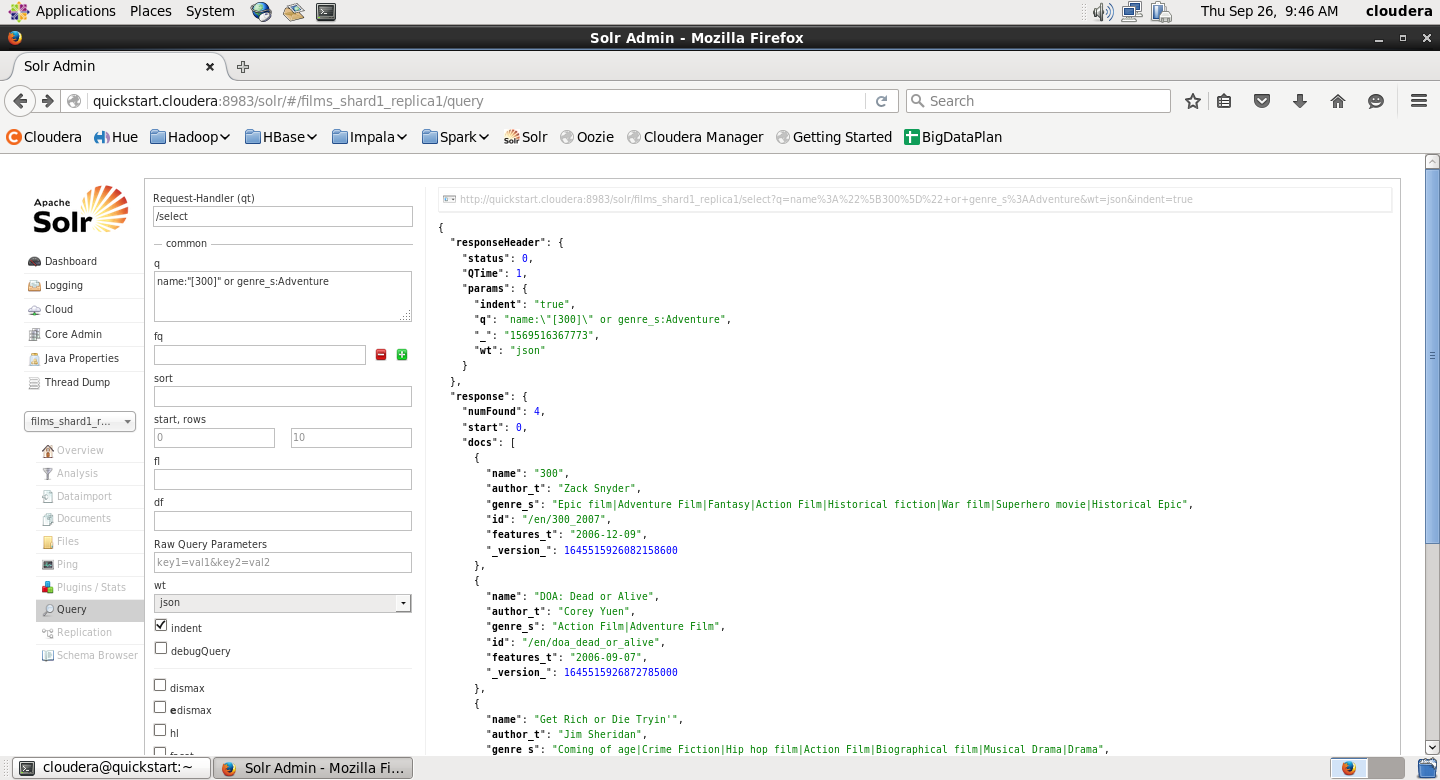 Applications Places System Thu Sep 26, 9:46 AM cloudera
Solr Admin - Mozilla Firefox
Solr Admin
quickstart.cloudera:8983/solr/#/films_shard1_replica1/query Search
Cloudera Hue Hadoop HBase Impala Spark Solr Oozie Cloudera Manager Getting Started BigDataPlan
Apache
Solr
Dashboard
Logging
Cloud
Core Admin
Java Properties
Thread Dump
films_shard1_r...
Overview
Analysis
Dataimport
Documents
Files
Ping
Plugins / Stats
Query
Replication
Schema Browser
Request-Handler (qt)
/select
common
q
name:"[300]" or genre_s:Adventure
fq
sort
start, rows
0 10
fl
df
Raw Query Parameters
key1=val1&key2=val2
wt
json
indent
debugQuery
dismax
edismax
hl
facet
http://quickstart.cloudera:8983/solr/films_shard1_replica1/select?q=name%3A%22%5B300%5D%22+or+genre_s%3AAdventure&wt=json&indent=true
{
"responseHeader": {
"status": 0,
"QTime": 1,
"params": {
"indent": "true",
"q": "name:\"[300]\" or genre_s:Adventure",
"_": "1569516367773",
"wt": "json"
}
},
"response": {
"numFound": 4,
"start": 0,
"docs": [
{
"name": "300",
"author_t": "Zack Snyder",
"genre_s": "Epic film|Adventure Film|Fantasy|Action Film|Historical fiction|War film|Superhero movie|Historical Epic",
"id": "/en/300_2007",
"features_t": "2006-12-09",
"_version_": 1645515926082158600
},
{
"name": "DOA: Dead or Alive",
"author_t": "Corey Yuen",
"genre_s": "Action Film|Adventure Film",
"id": "/en/doa_dead_or_alive",
"features_t": "2006-09-07",
"_version_": 1645515926872785000
},
{
"name": "Get Rich or Die Tryin'",
"author_t": "Jim Sheridan",
"genre_s": "Coming of age|Crime Fiction|Hip hop film|Action Film|Biographical film|Musical Drama|Drama",
cloudera@quickstart:~ Solr Admin - Mozilla Fi...